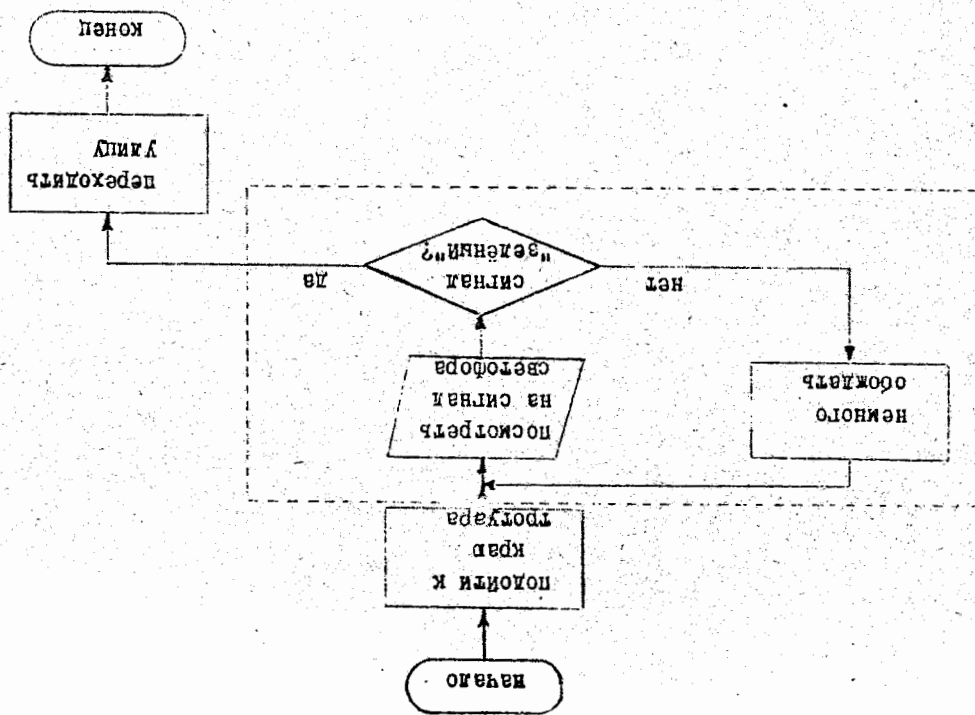 начало
подойти к
краю
тротуара
посмотреть
на сигнал
светофора
немного
обождать
сигнал
"зелёный"?
нет
да
переходить
улицу
конец